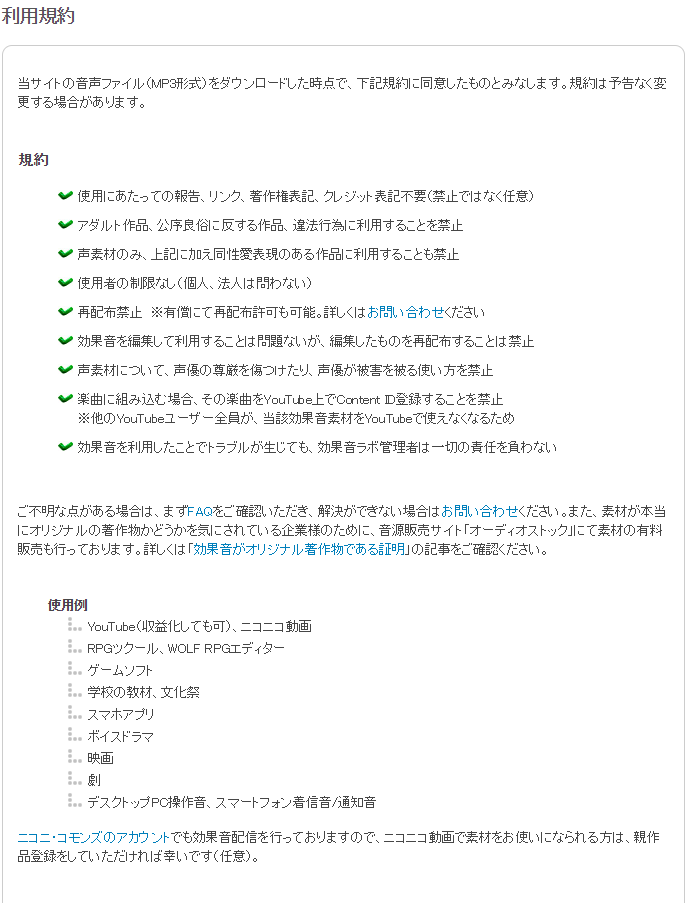 利用規約
当サイトの音声ファイル（MP3形式）をダウンロードした時点で、下記規約に同意したものとみなします。規約は予告なく変
更する場合があります。
規約
使用にあたっての報告、リンク、著作権表記、クレジット表記不要（禁止ではなく任意）
アダルト作品、公序良俗に反する作品、違法行為に利用することを禁止
声素材のみ、上記に加え同性愛表現のある作品に利用することも禁止
使用者の制限なし（個人、法人は問わない）
再配布禁止　※有償にて再配布許可も可能。詳しくはお問い合わせください
効果音を編集して利用することは問題ないが、編集したものを再配布することは禁止
声素材について、声優の尊厳を傷つけたり、声優が被害を被る使い方を禁止
楽曲に組み込む場合、その楽曲をYouTube上でContent ID登録することを禁止
※他のYouTubeユーザー全員が、当該効果音素材をYouTubeで使えなくなるため
効果音を利用したことでトラブルが生じても、効果音ラボ管理者は一切の責任を負わない
ご不明な点がある場合は、まずFAQをご確認いただき、解決ができない場合はお問い合わせください。また、素材が本当
にオリジナルの著作物かどうかを気にされている企業様のために、音源販売サイト「オーディオストック」にて素材の有料
販売も行っております。詳しくは「効果音がオリジナル著作物である証明」の記事をご確認ください。
使用例
YouTube（収益化しても可）、ニコニコ動画
RPGツクール、WOLF RPGエディター
ゲームソフト
学校の教材、文化祭
スマホアプリ
ボイスドラマ
映画
劇
デスクトップPC操作音、スマートフォン着信音/通知音
ニコニ・コモンズのアカウントでも効果音配信を行っておりますので、ニコニコ動画で素材をお使いになられる方は、親作
品登録をしていただければ幸いです（任意）。